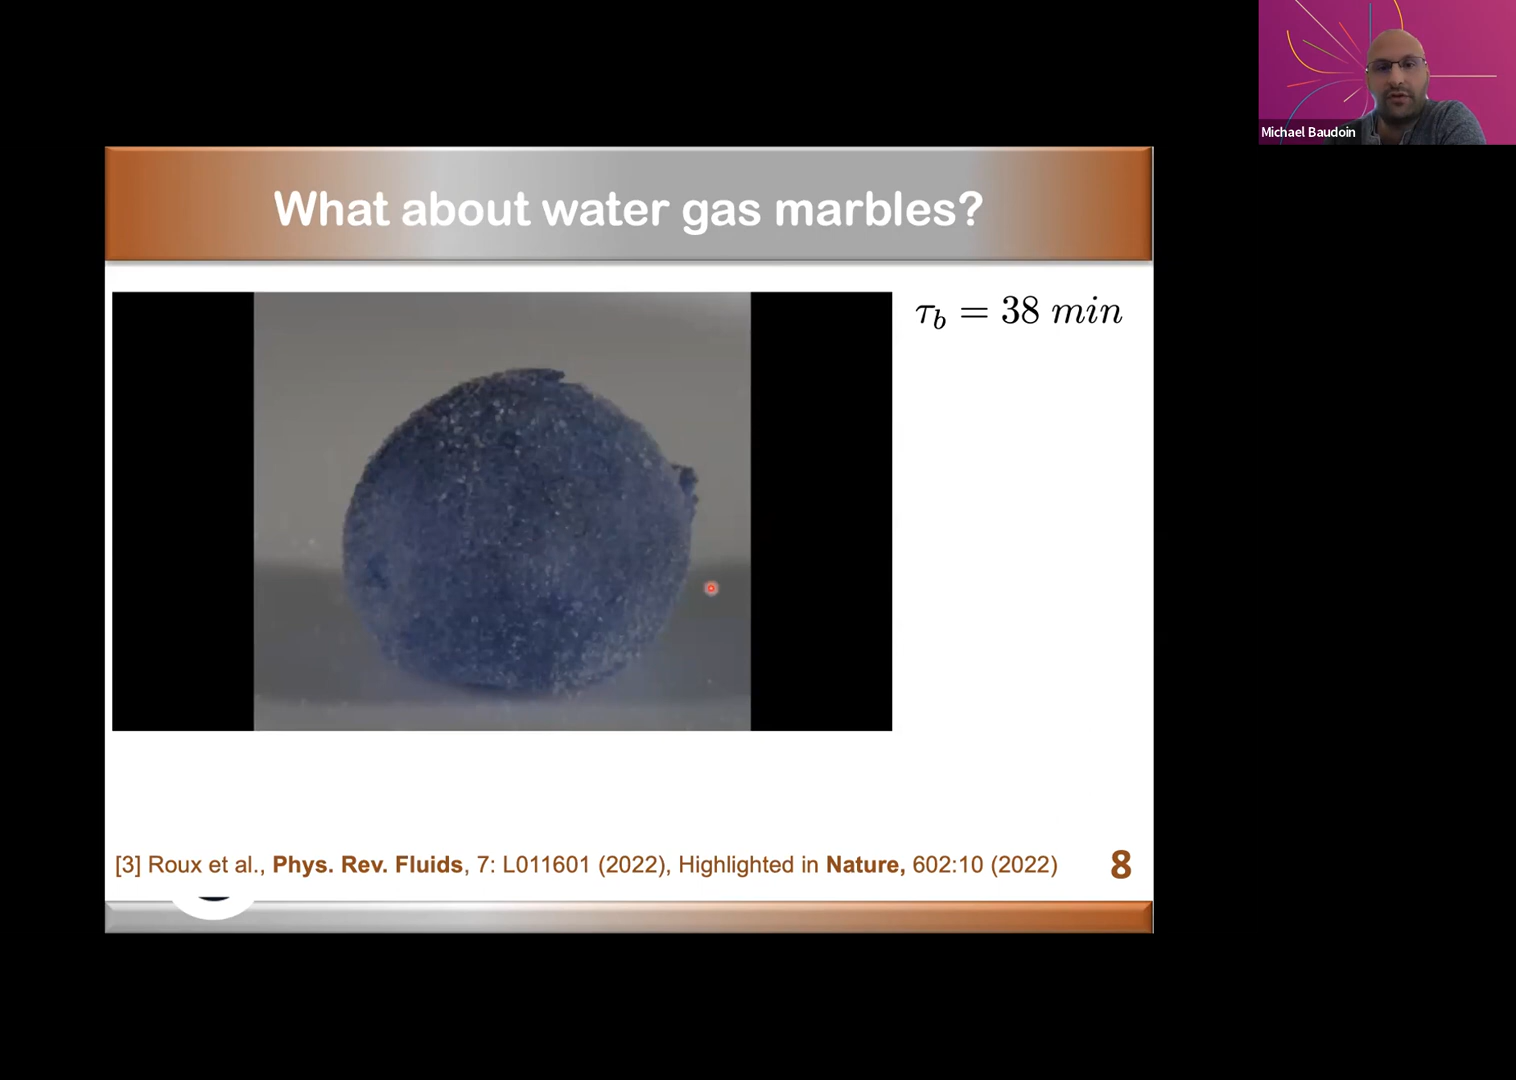 Michael Baudoin
What about water gas marbles?
τ_b = 38 min
[3] Roux et al., Phys. Rev. Fluids, 7: L011601 (2022), Highlighted in Nature, 602:10 (2022)
8